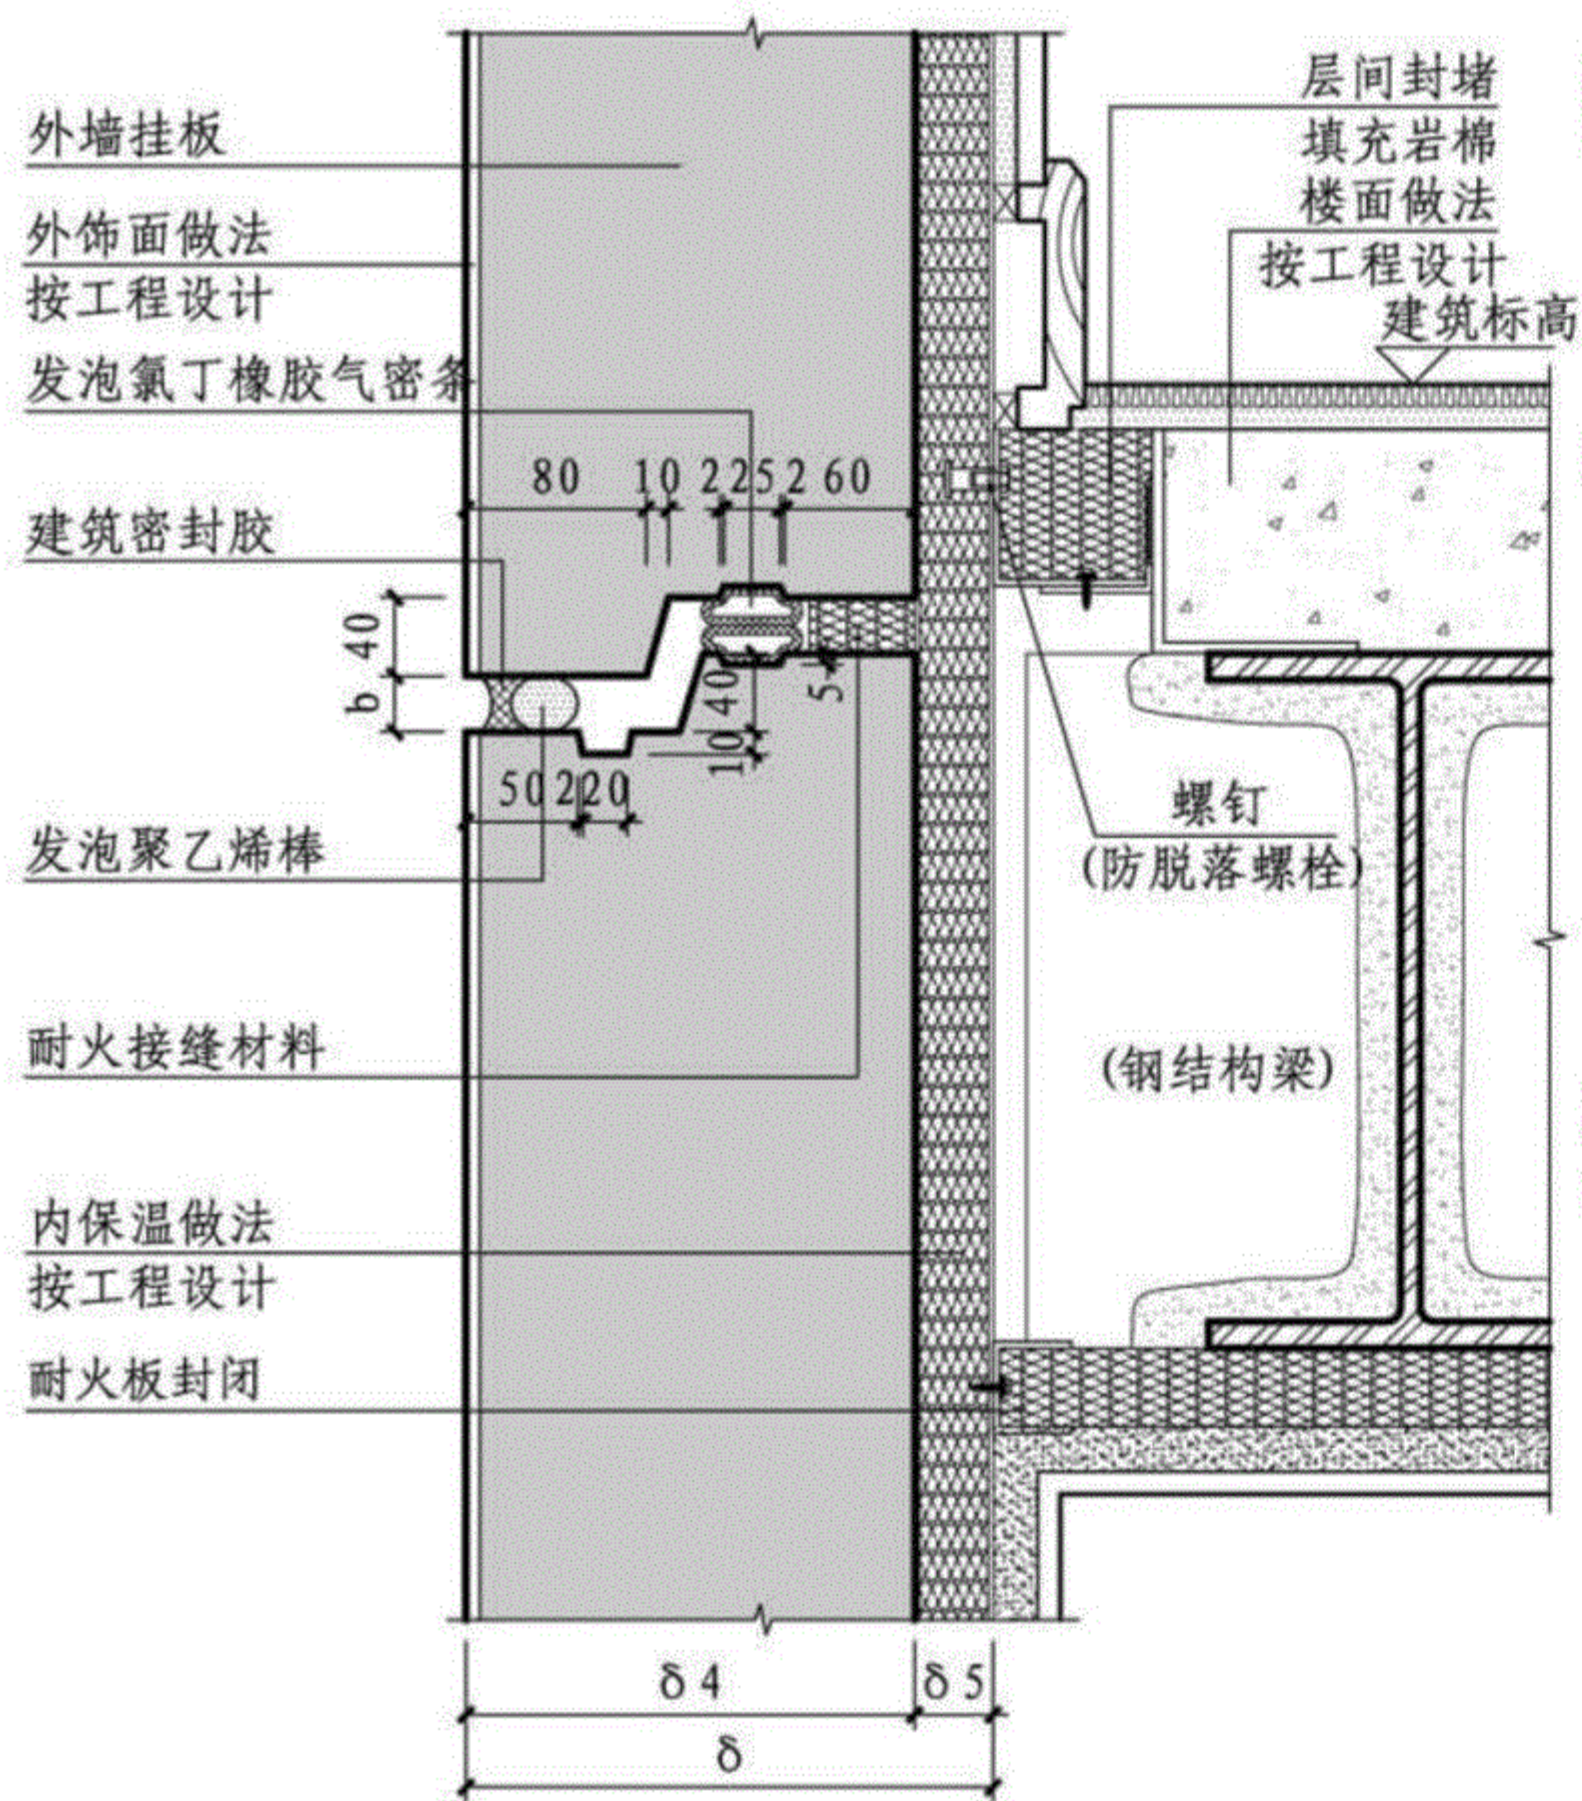 层间封堵
填充岩棉
楼面做法
按工程设计
建筑标高
外墙挂板
外饰面做法
按工程设计
发泡氯丁橡胶气密条
80 10 2 25 2 60
建筑密封胶
40
b
40
10
5
50 2 20
螺钉
(防脱落螺栓)
发泡聚乙烯棒
耐火接缝材料
(钢结构梁)
内保温做法
按工程设计
耐火板封闭
δ4 δ5
δ